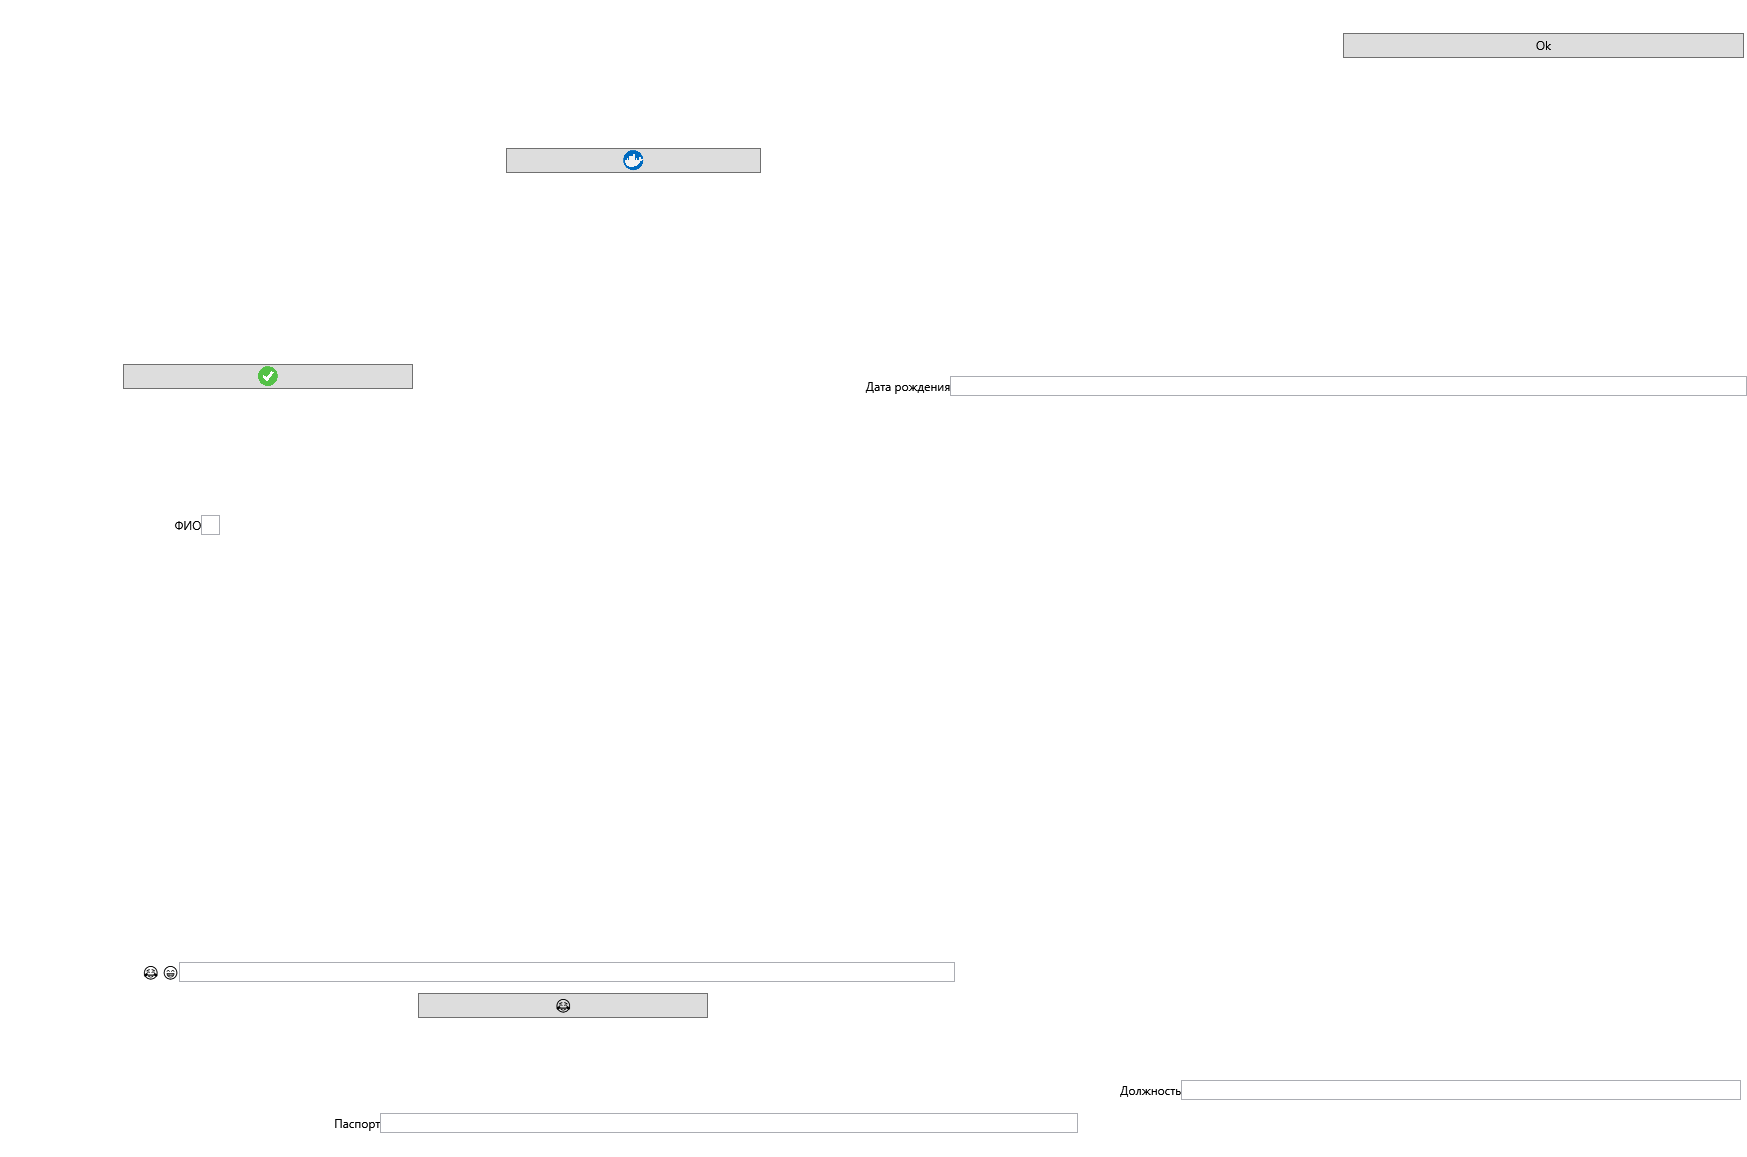 Ok
Дата рождения
ФИО
😂 😁
😂
Должность
Паспорт